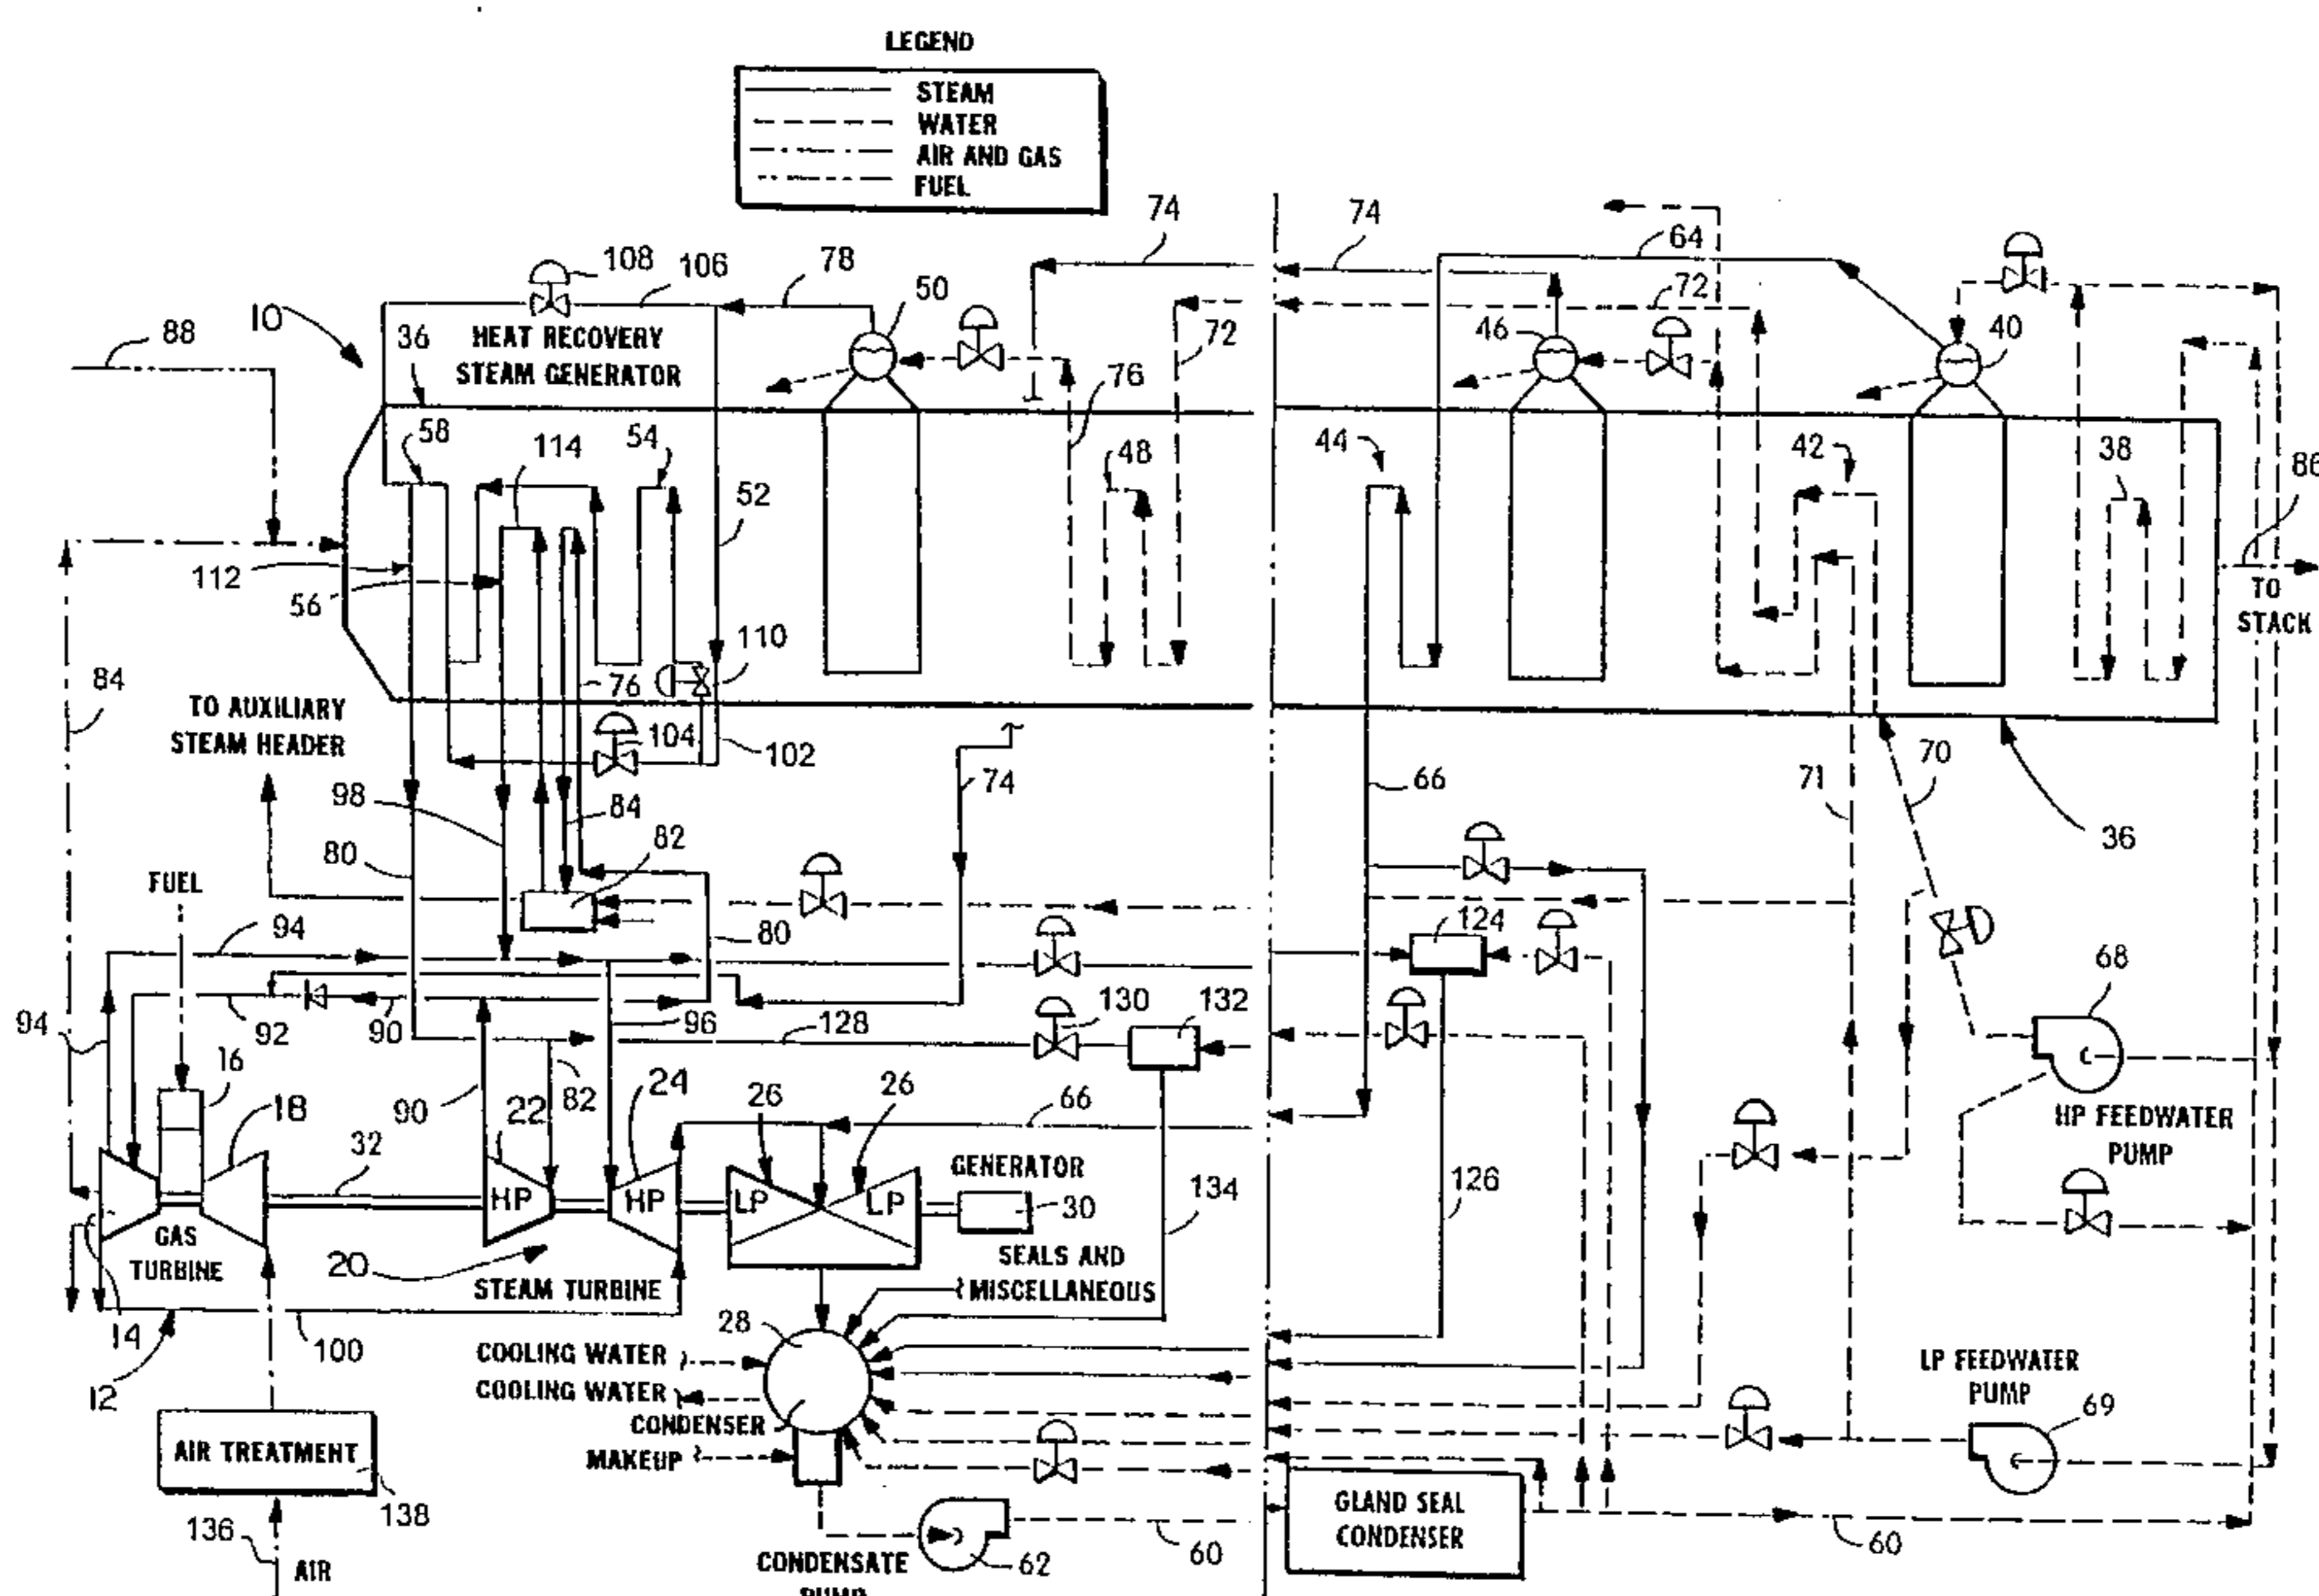 LEGEND
STEAM
WATER
AIR AND GAS
FUEL
74
74
64
108
106
78
50
10
HEAT RECOVERY
STEAM GENERATOR
72
46
40
88
36
72
76
58
114
54
48
44
42
38
86
52
112
56
TO
STACK
110
84
76
TO AUXILIARY
STEAM HEADER
104
102
74
66
71
70
36
98
84
80
82
FUEL
94
80
124
68
94
92
90
96
128
130
132
16
18
90
22
82
24
26
26
66
HP FEEDWATER
PUMP
32
HP
HP
LP
LP
GENERATOR
30
134
126
GAS
TURBINE
20
STEAM TURBINE
SEALS AND
MISCELLANEOUS
14
12
100
28
COOLING WATER
COOLING WATER
CONDENSER
MAKEUP
LP FEEDWATER
PUMP
69
AIR TREATMENT
138
GLAND SEAL
CONDENSER
136
AIR
CONDENSATE
PUMP
62
60
60